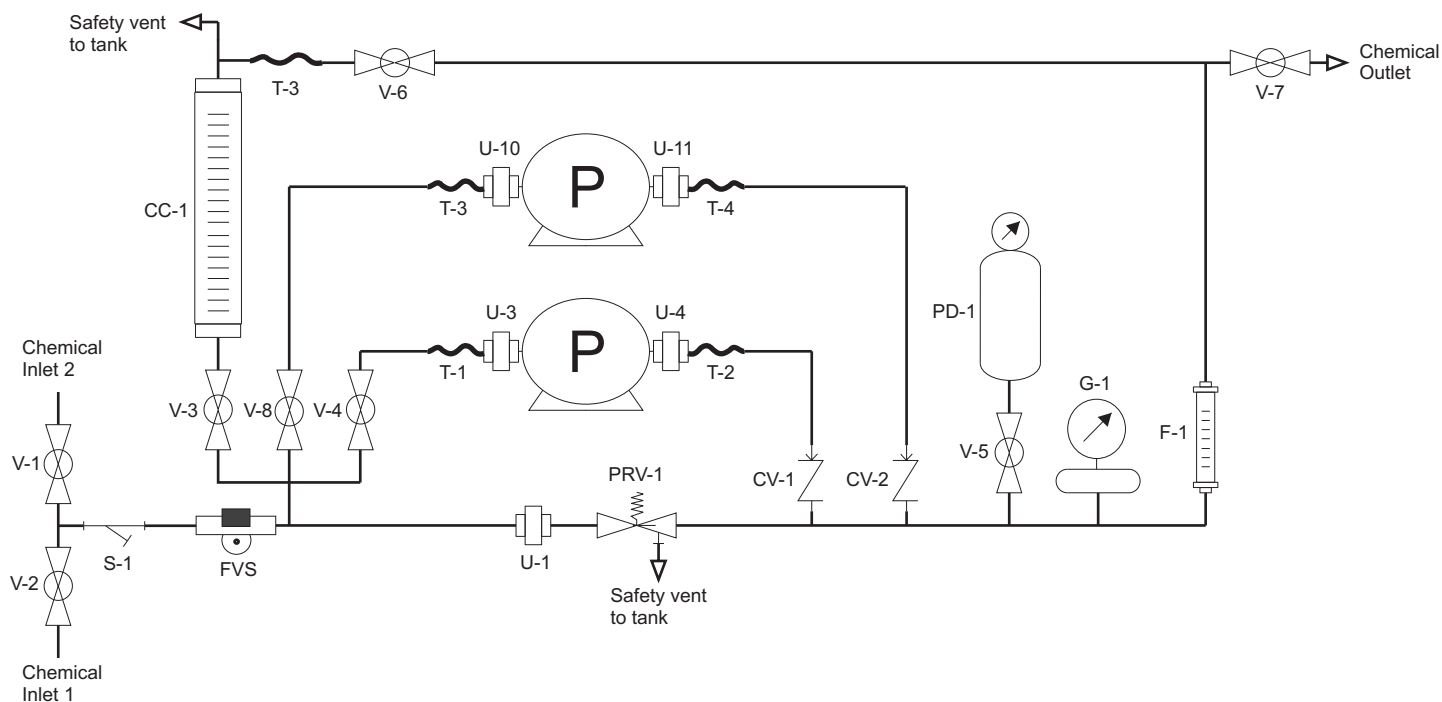 Safety vent
to tank
T-3
V-6
V-7
Chemical
Outlet
CC-1
U-10
P
U-11
T-3
T-4
U-3
P
U-4
T-1
T-2
PD-1
Chemical
Inlet 2
V-3
V-8
V-4
G-1
F-1
V-1
V-5
PRV-1
CV-1
CV-2
S-1
FVS
U-1
V-2
Safety vent
to tank
Chemical
Inlet 1